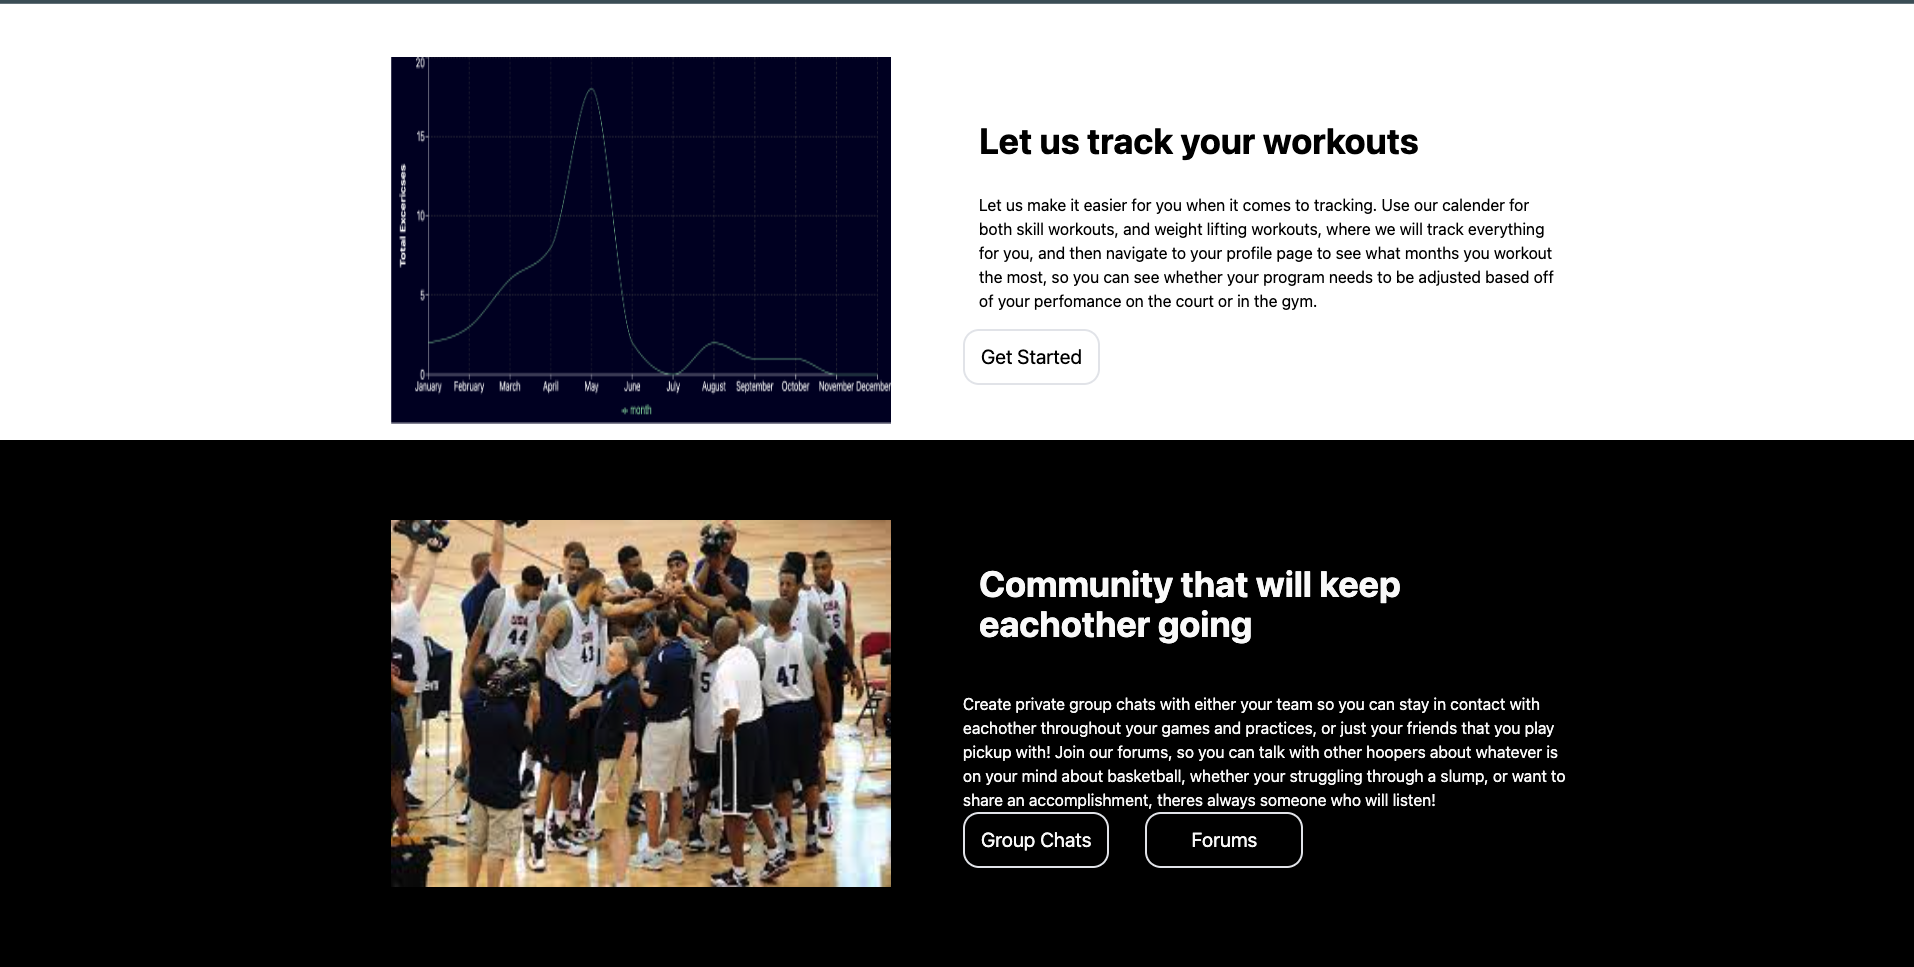 20
15
10
5
0
Total Excericses
January February March April May June July August September October November December
month
Let us track your workouts
Let us make it easier for you when it comes to tracking. Use our calender for
both skill workouts, and weight lifting workouts, where we will track everything
for you, and then navigate to your profile page to see what months you workout
the most, so you can see whether your program needs to be adjusted based off
of your perfomance on the court or in the gym.
Get Started
USA
44
USA
43
5
47
USA
Community that will keep
eachother going
Create private group chats with either your team so you can stay in contact with
eachother throughout your games and practices, or just your friends that you play
pickup with! Join our forums, so you can talk with other hoopers about whatever is
on your mind about basketball, whether your struggling through a slump, or want to
share an accomplishment, theres always someone who will listen!
Group Chats
Forums